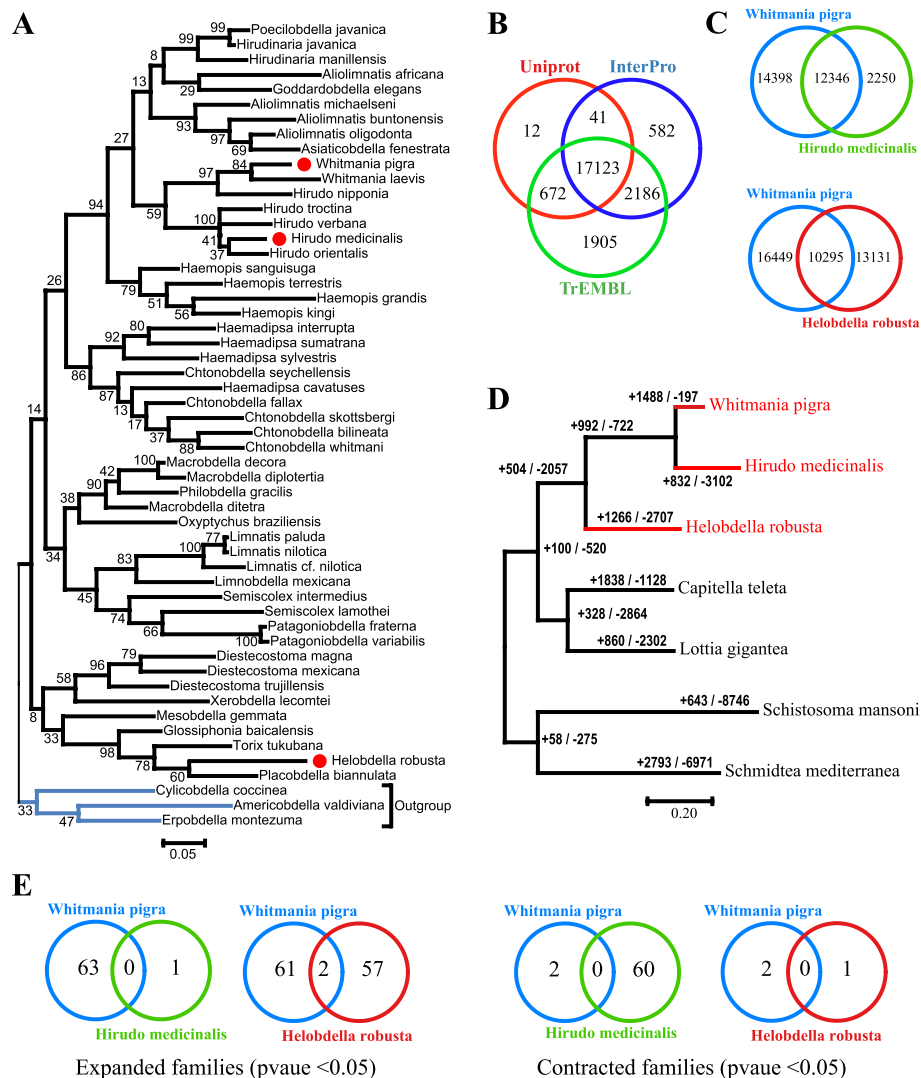 A
99
Poecilobdella javanica
99
Hirudinaria javanica
8
Hirudinaria manillensis
13
Aliolimnatis africana
29
Goddardobdella elegans
Aliolimnatis michaelseni
93
Aliolimnatis buntonensis
97
Aliolimnatis oligodonta
69
Asiaticobdella fenestrata
27
84
Whitmania pigra
97
Whitmania laevis
Hirudo nipponia
59
Hirudo troctina
100
Hirudo verbana
41
Hirudo medicinalis
37
Hirudo orientalis
94
Haemopis sanguisuga
79
Haemopis terrestris
51
Haemopis grandis
56
Haemopis kingi
26
80
Haemadipsa interrupta
92
Haemadipsa sumatrana
Haemadipsa sylvestris
86
Chtonobdella seychellensis
87
Haemadipsa cavatuses
13
Chtonobdella fallax
17
Chtonobdella skottsbergi
37
Chtonobdella bilineata
88
Chtonobdella whitmani
14
100
Macrobdella decora
42
Macrobdella diplotertia
90
Philobdella gracilis
38
Macrobdella ditetra
Oxyptychus braziliensis
34
77
Limnatis paluda
100
Limnatis nilotica
83
Limnatis cf. nilotica
Limnobdella mexicana
45
Semiscolex intermedius
74
Semiscolex lamothei
66
Patagoniobdella fraterna
100
Patagoniobdella variabilis
79
Diestecostoma magna
96
Diestecostoma mexicana
58
Diestecostoma trujillensis
Xerobdella lecomtei
8
Mesobdella gemmata
33
Glossiphonia baicalensis
98
Torix tukubana
78
Helobdella robusta
60
Placobdella biannulata
Cylicobdella coccinea
33
Americobdella valdiviana
Outgroup
47
Erpobdella montezuma
0.05
B
Uniprot
InterPro
12
41
582
17123
672
2186
1905
TrEMBL
C
Whitmania pigra
14398
12346
2250
Hirudo medicinalis
Whitmania pigra
16449
10295
13131
Helobdella robusta
D
+1488 / -197
Whitmania pigra
+992 / -722
Hirudo medicinalis
+832 / -3102
+504 / -2057
+1266 / -2707
Helobdella robusta
+100 / -520
+1838 / -1128
Capitella teleta
+328 / -2864
+860 / -2302
Lottia gigantea
+643 / -8746
Schistosoma mansoni
+58 / -275
+2793 / -6971
Schmidtea mediterranea
0.20
E
Whitmania pigra
63
0
1
Hirudo medicinalis
Whitmania pigra
61
2
57
Helobdella robusta
Expanded families (pvaue <0.05)
Whitmania pigra
2
0
60
Hirudo medicinalis
Whitmania pigra
2
0
1
Helobdella robusta
Contracted families (pvaue <0.05)